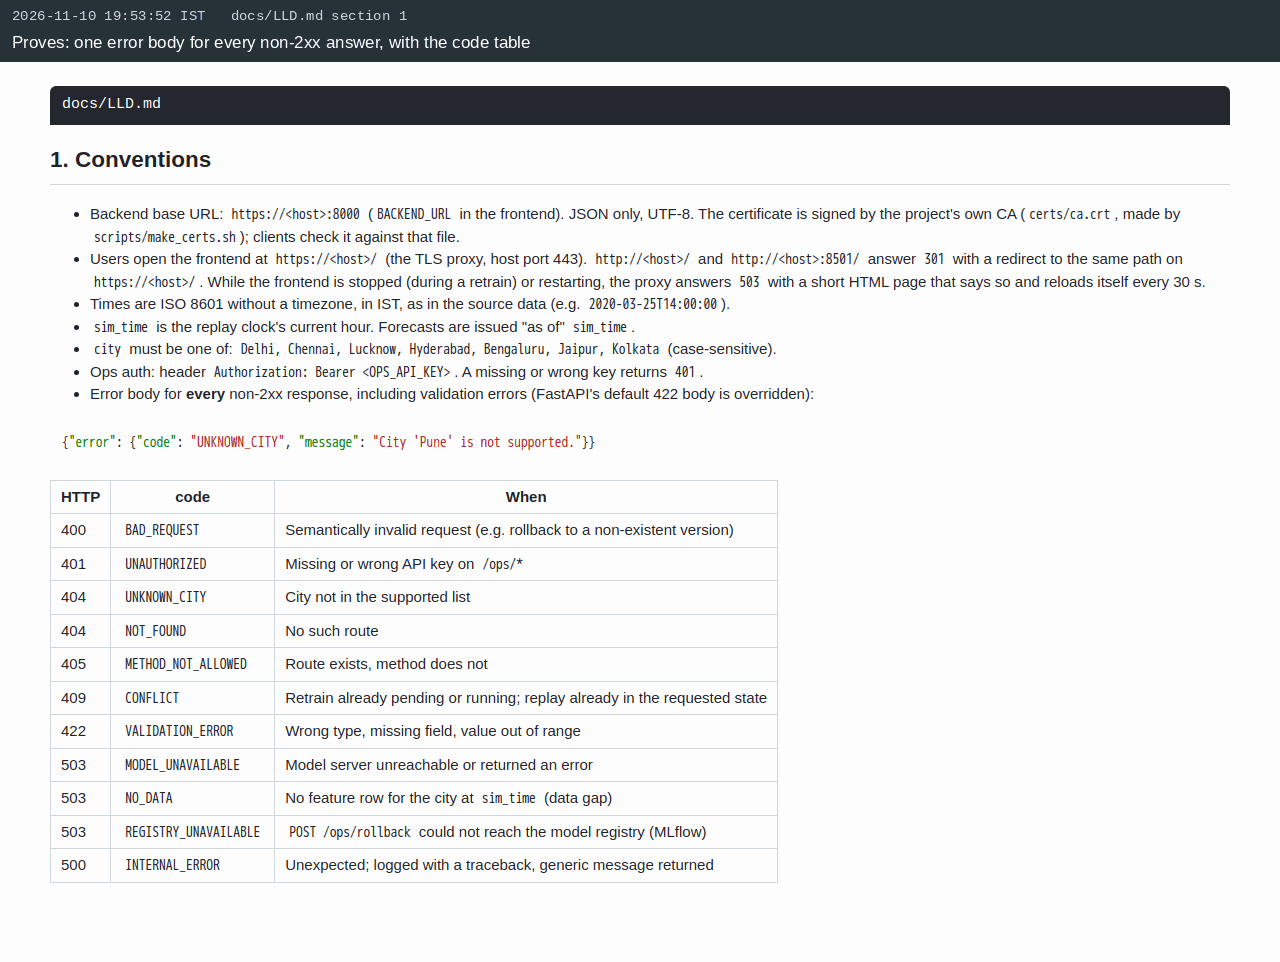 2026-11-10 19:53:52 IST docs/LLD.md section 1
Proves: one error body for every non-2xx answer, with the code table
docs/LLD.md
1. Conventions
• Backend base URL: https://<host>:8000 (BACKEND_URL in the frontend). JSON only, UTF-8. The certificate is signed by the project's own CA (certs/ca.crt, made by
scripts/make_certs.sh); clients check it against that file.
• Users open the frontend at https://<host>/ (the TLS proxy, host port 443). http://<host>/ and http://<host>:8501/ answer 301 with a redirect to the same path on
https://<host>/. While the frontend is stopped (during a retrain) or restarting, the proxy answers 503 with a short HTML page that says so and reloads itself every 30 s.
• Times are ISO 8601 without a timezone, in IST, as in the source data (e.g. 2020-03-25T14:00:00).
• sim_time is the replay clock's current hour. Forecasts are issued "as of" sim_time.
• city must be one of: Delhi, Chennai, Lucknow, Hyderabad, Bengaluru, Jaipur, Kolkata (case-sensitive).
• Ops auth: header Authorization: Bearer <OPS_API_KEY>. A missing or wrong key returns 401.
• Error body for every non-2xx response, including validation errors (FastAPI's default 422 body is overridden):
{"error": {"code": "UNKNOWN_CITY", "message": "City 'Pune' is not supported."}}
HTTP code When
400 BAD_REQUEST Semantically invalid request (e.g. rollback to a non-existent version)
401 UNAUTHORIZED Missing or wrong API key on /ops/*
404 UNKNOWN_CITY City not in the supported list
404 NOT_FOUND No such route
405 METHOD_NOT_ALLOWED Route exists, method does not
409 CONFLICT Retrain already pending or running; replay already in the requested state
422 VALIDATION_ERROR Wrong type, missing field, value out of range
503 MODEL_UNAVAILABLE Model server unreachable or returned an error
503 NO_DATA No feature row for the city at sim_time (data gap)
503 REGISTRY_UNAVAILABLE POST /ops/rollback could not reach the model registry (MLflow)
500 INTERNAL_ERROR Unexpected; logged with a traceback, generic message returned